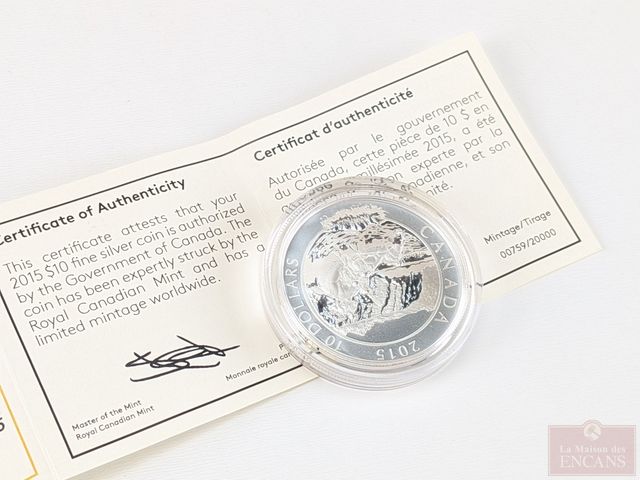 Certificate of Authenticity
This certificate attests that your
2015 $10 fine silver coin is authorized
by the Government of Canada. The
coin has been expertly struck by the
Royal Canadian Mint and has a
limited mintage worldwide.
Master of the Mint
Royal Canadian Mint
Certificat d'authenticité
Autorisée par le gouvernement
du Canada, cette pièce de 10 $ en
millésimée 2015, a été
experte par la
canadienne, et son
Monnaie royale
Mintage/Tirage
00759/20000
CANADA
2015
10 DOLLARS
La Maison des
ENCANS